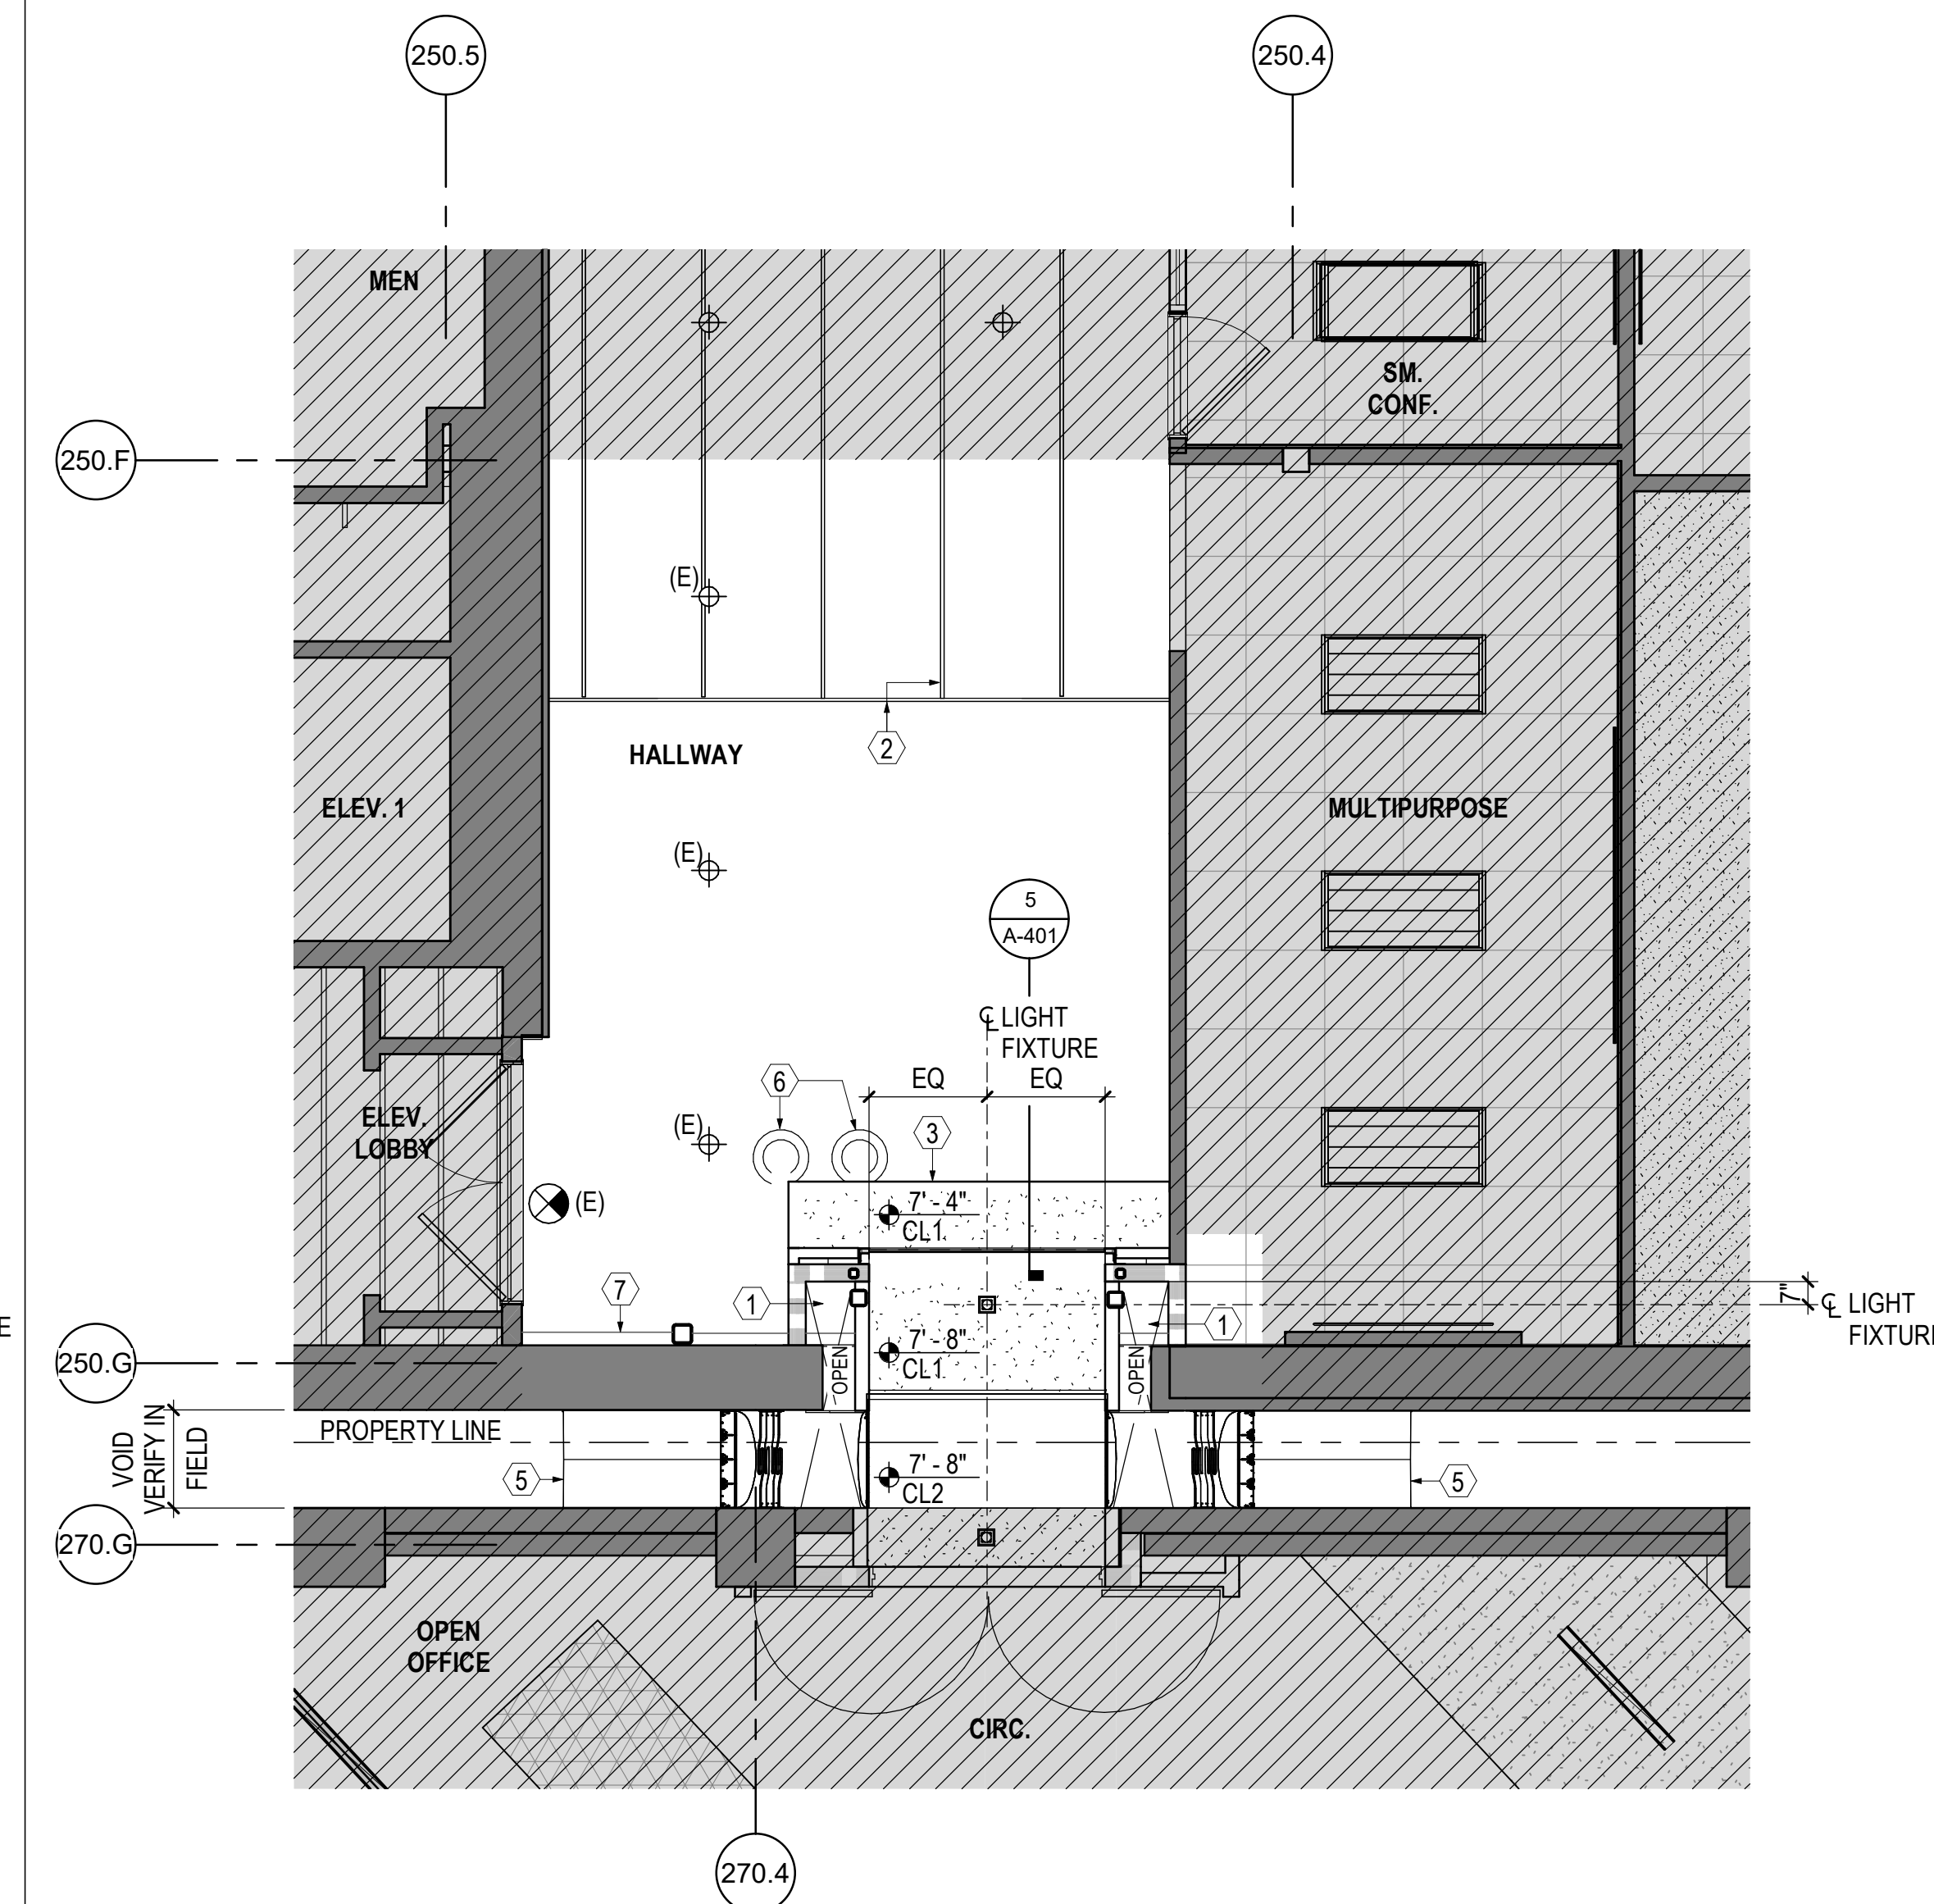 250.5
250.4
MEN
SM.
CONF.
250.F
(E)
HALLWAY
2
ELEV. 1
MULTIPURPOSE
(E)
5
A-401
℄ LIGHT
FIXTURE
EQ
EQ
6
3
ELEV.
LOBBY
(E)
(E)
7' - 4"
CL1
7
1
1
7"
℄ LIGHT
FIXTURE
E
250.G
7' - 8"
CL1
OPEN
OPEN
PROPERTY LINE
VOID
VERIFY IN
FIELD
5
7' - 8"
CL2
5
270.G
OPEN
OFFICE
CIRC.
270.4